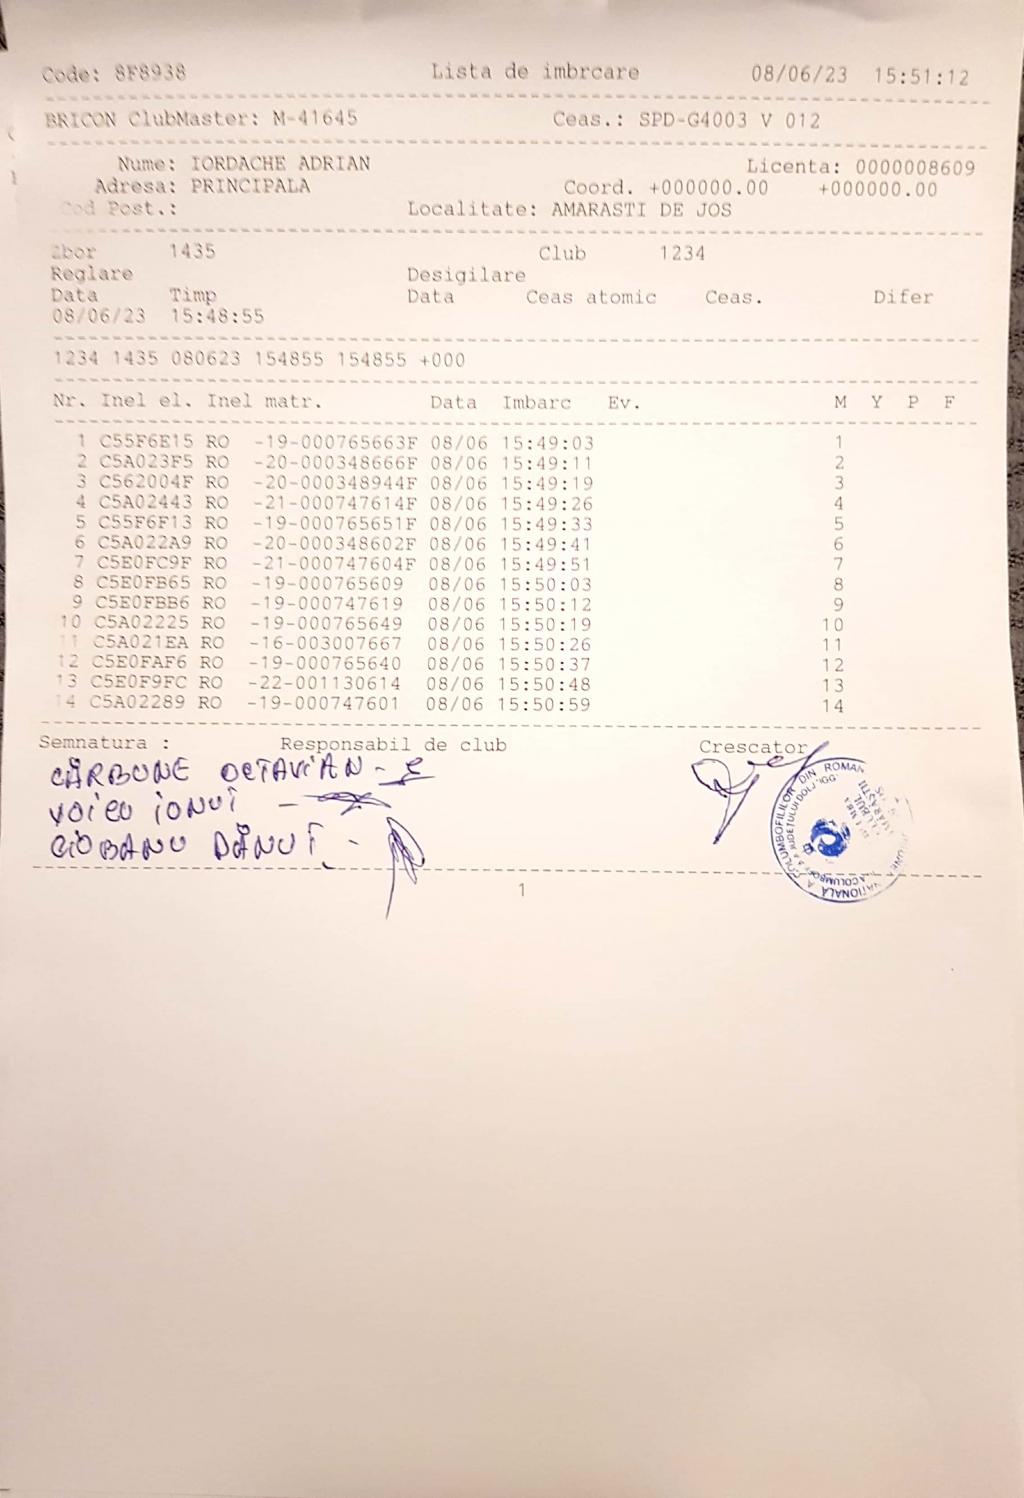 Code: 8F8938 Lista de imbrcare 08/06/23 15:51:12
BRICON ClubMaster: M-41645 Ceas.: SPD-G4003 V 012
Nume: IORDACHE ADRIAN Licenta: 0000008609
Adresa: PRINCIPALA Coord. +000000.00 +000000.00
Cod Post.: Localitate: AMARASTI DE JOS
Zbor 1435 Club 1234
Reglare Desigilare
Data Timp Data Ceas atomic Ceas. Difer
08/06/23 15:48:55
1234 1435 080623 154855 154855 +000
Nr. Inel el. Inel matr. Data Imbarc Ev. M Y P F
1 C55F6E15 RO -19-000765663F 08/06 15:49:03 1
2 C5A023F5 RO -20-000348666F 08/06 15:49:11 2
3 C562004F RO -20-000348944F 08/06 15:49:19 3
4 C5A02443 RO -21-000747614F 08/06 15:49:26 4
5 C55F6F13 RO -19-000765651F 08/06 15:49:33 5
6 C5A022A9 RO -20-000348602F 08/06 15:49:41 6
7 C5E0FC9F RO -21-000747604F 08/06 15:49:51 7
8 C5E0FB65 RO -19-000765609 08/06 15:50:03 8
9 C5E0FBB6 RO -19-000747619 08/06 15:50:12 9
10 C5A02225 RO -19-000765649 08/06 15:50:19 10
11 C5A021EA RO -16-003007667 08/06 15:50:26 11
12 C5E0FAF6 RO -19-000765640 08/06 15:50:37 12
13 C5E0F9FC RO -22-001130614 08/06 15:50:48 13
14 C5A02289 RO -19-000747601 08/06 15:50:59 14
Semnatura : Responsabil de club Crescator
CĂRBUNE OCTAVIAN -
VOICU IONUȚ -
CIOBANU DĂNUȚ -
1